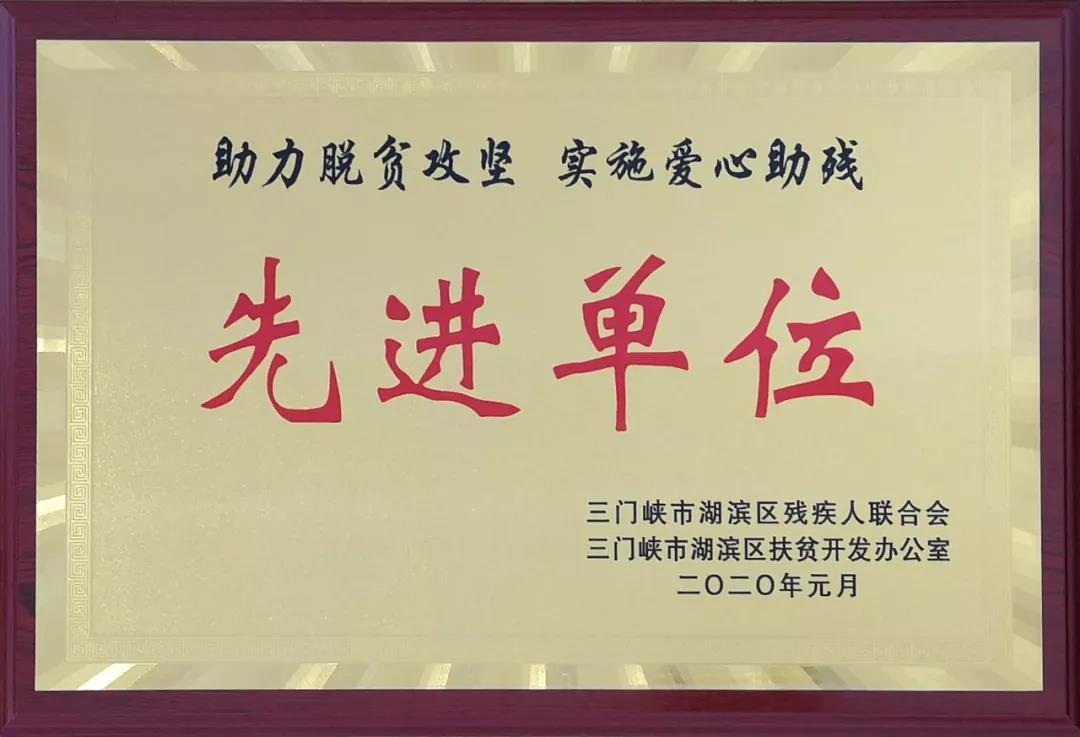 助力脱贫攻坚 实施爱心助残
先进单位
三门峡市湖滨区残疾人联合会
三门峡市湖滨区扶贫开发办公室
二〇二〇年元月